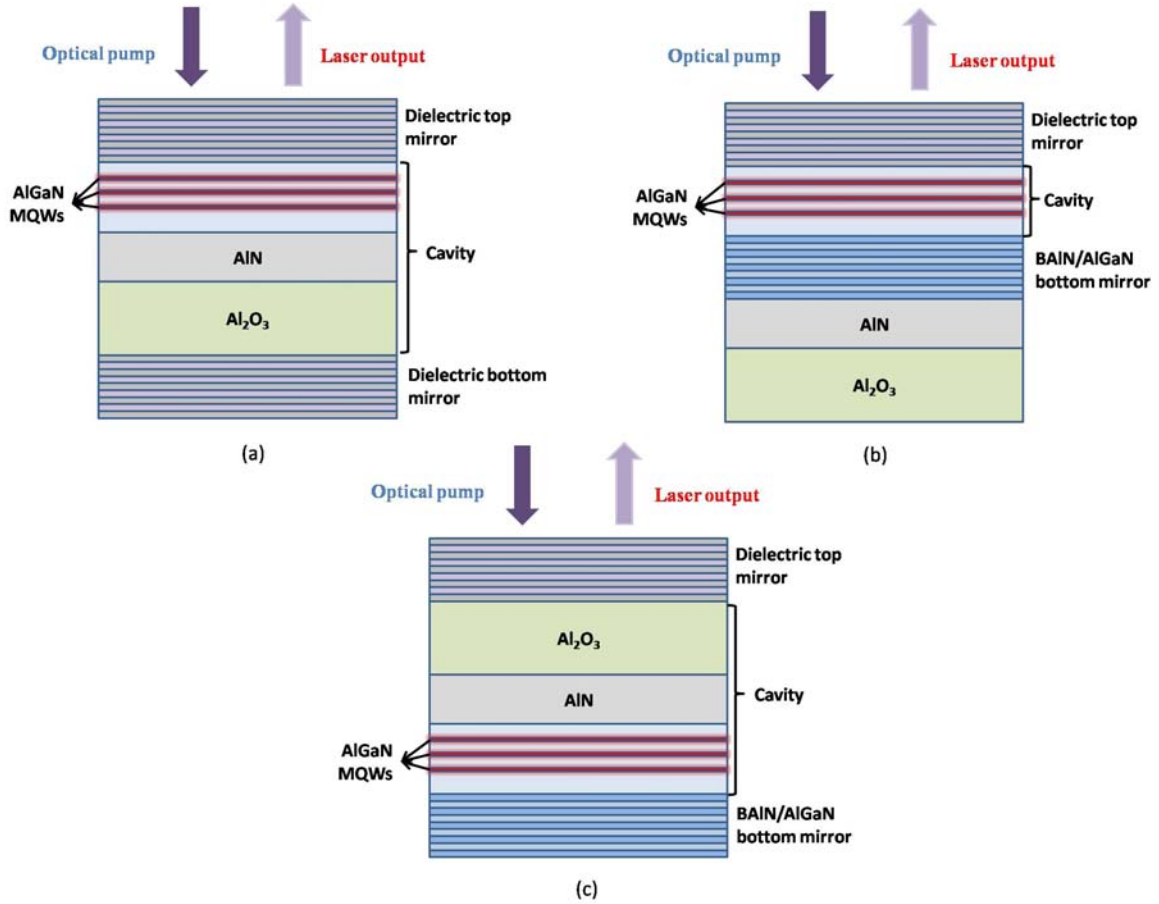 Optical pump
Laser output
Dielectric top
mirror
AlGaN
MQWs
AlN
Cavity
Al₂O₃
Dielectric bottom
mirror
(a)
Optical pump
Laser output
Dielectric top
mirror
AlGaN
MQWs
Cavity
BAlN/AlGaN
bottom mirror
AlN
Al₂O₃
(b)
Optical pump
Laser output
Dielectric top
mirror
Al₂O₃
AlN
Cavity
AlGaN
MQWs
BAlN/AlGaN
bottom mirror
(c)